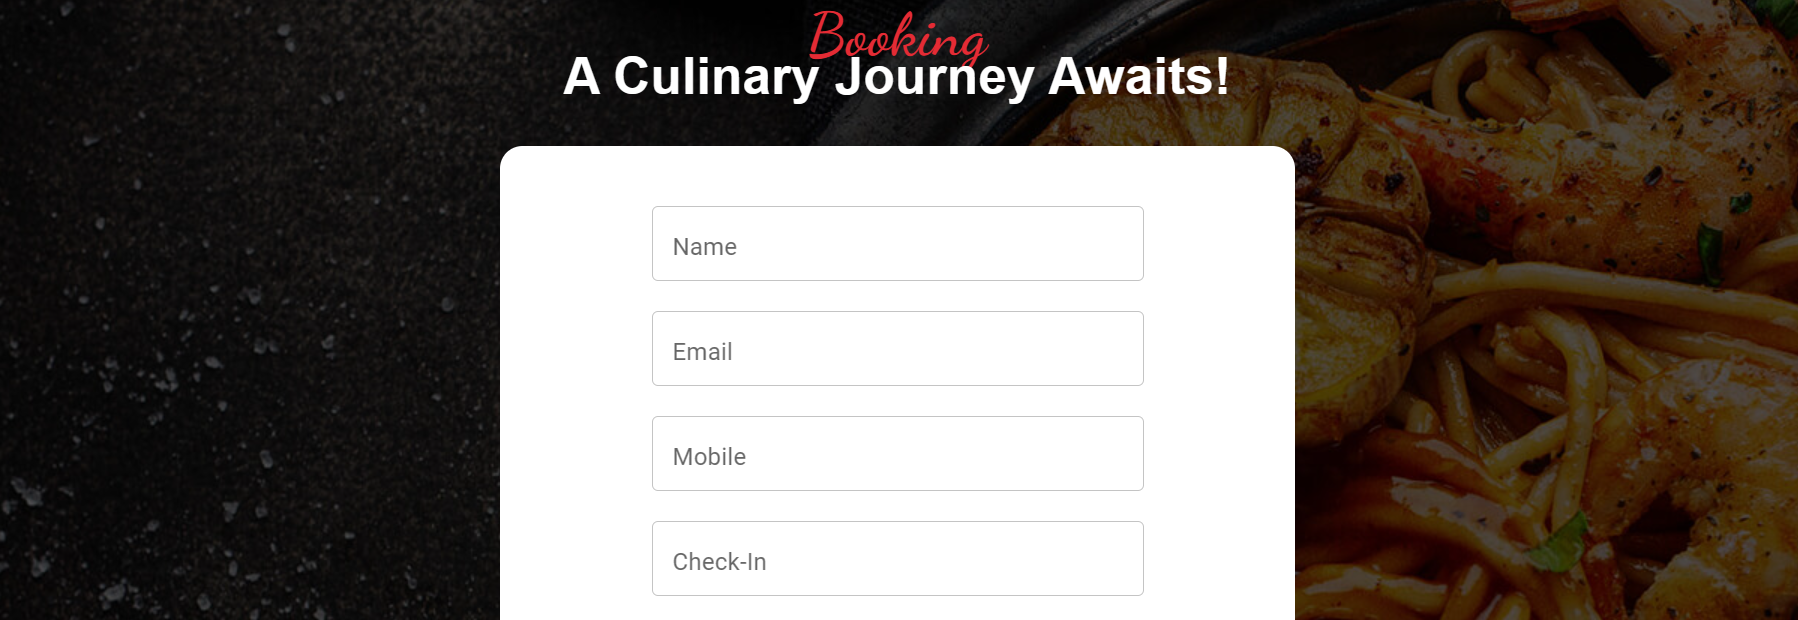 Booking
A Culinary Journey Awaits!
Name
Email
Mobile
Check-In